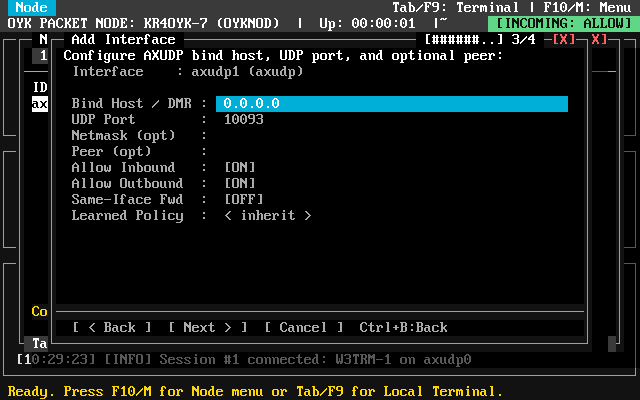 Node Tab/F9: Terminal | F10/M: Menu
OYK PACKET NODE: KR4OYK-7 (OYKNOD) | Up: 00:00:01 |~ [INCOMING: ALLOW]
N Add Interface [######..] 3/4 [X] X]
1 Configure AXUDP bind host, UDP port, and optional peer:
Interface : axudp1 (axudp)
ID
ax Bind Host / DMR : 0.0.0.0
UDP Port : 10093
Netmask (opt) :
Peer (opt) :
Allow Inbound : [ON]
Allow Outbound : [ON]
Same-Iface Fwd : [OFF]
Learned Policy : < inherit >
Co
[ < Back ] [ Next > ] [ Cancel ] Ctrl+B:Back
Ta
[10:29:23] [INFO] Session #1 connected: W3TRM-1 on axudp0
Ready. Press F10/M for Node menu or Tab/F9 for Local Terminal.